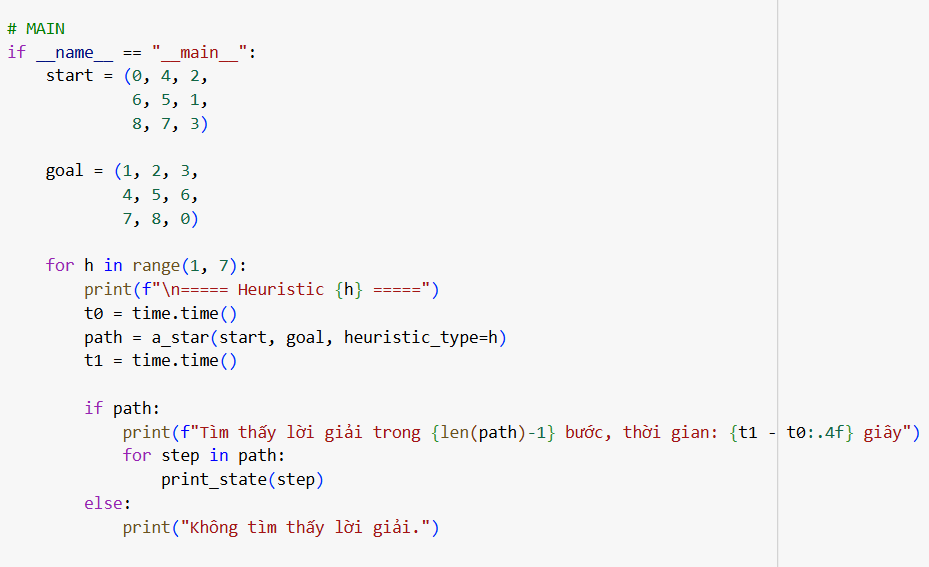 # MAIN
if __name__ == "__main__":
    start = (0, 4, 2,
             6, 5, 1,
             8, 7, 3)
    goal = (1, 2, 3,
            4, 5, 6,
            7, 8, 0)
    for h in range(1, 7):
        print(f"\n===== Heuristic {h} =====")
        t0 = time.time()
        path = a_star(start, goal, heuristic_type=h)
        t1 = time.time()
        if path:
            print(f"Tìm thấy lời giải trong {len(path)-1} bước, thời gian: {t1 - t0:.4f} giây")
            for step in path:
                print_state(step)
        else:
            print("Không tìm thấy lời giải.")